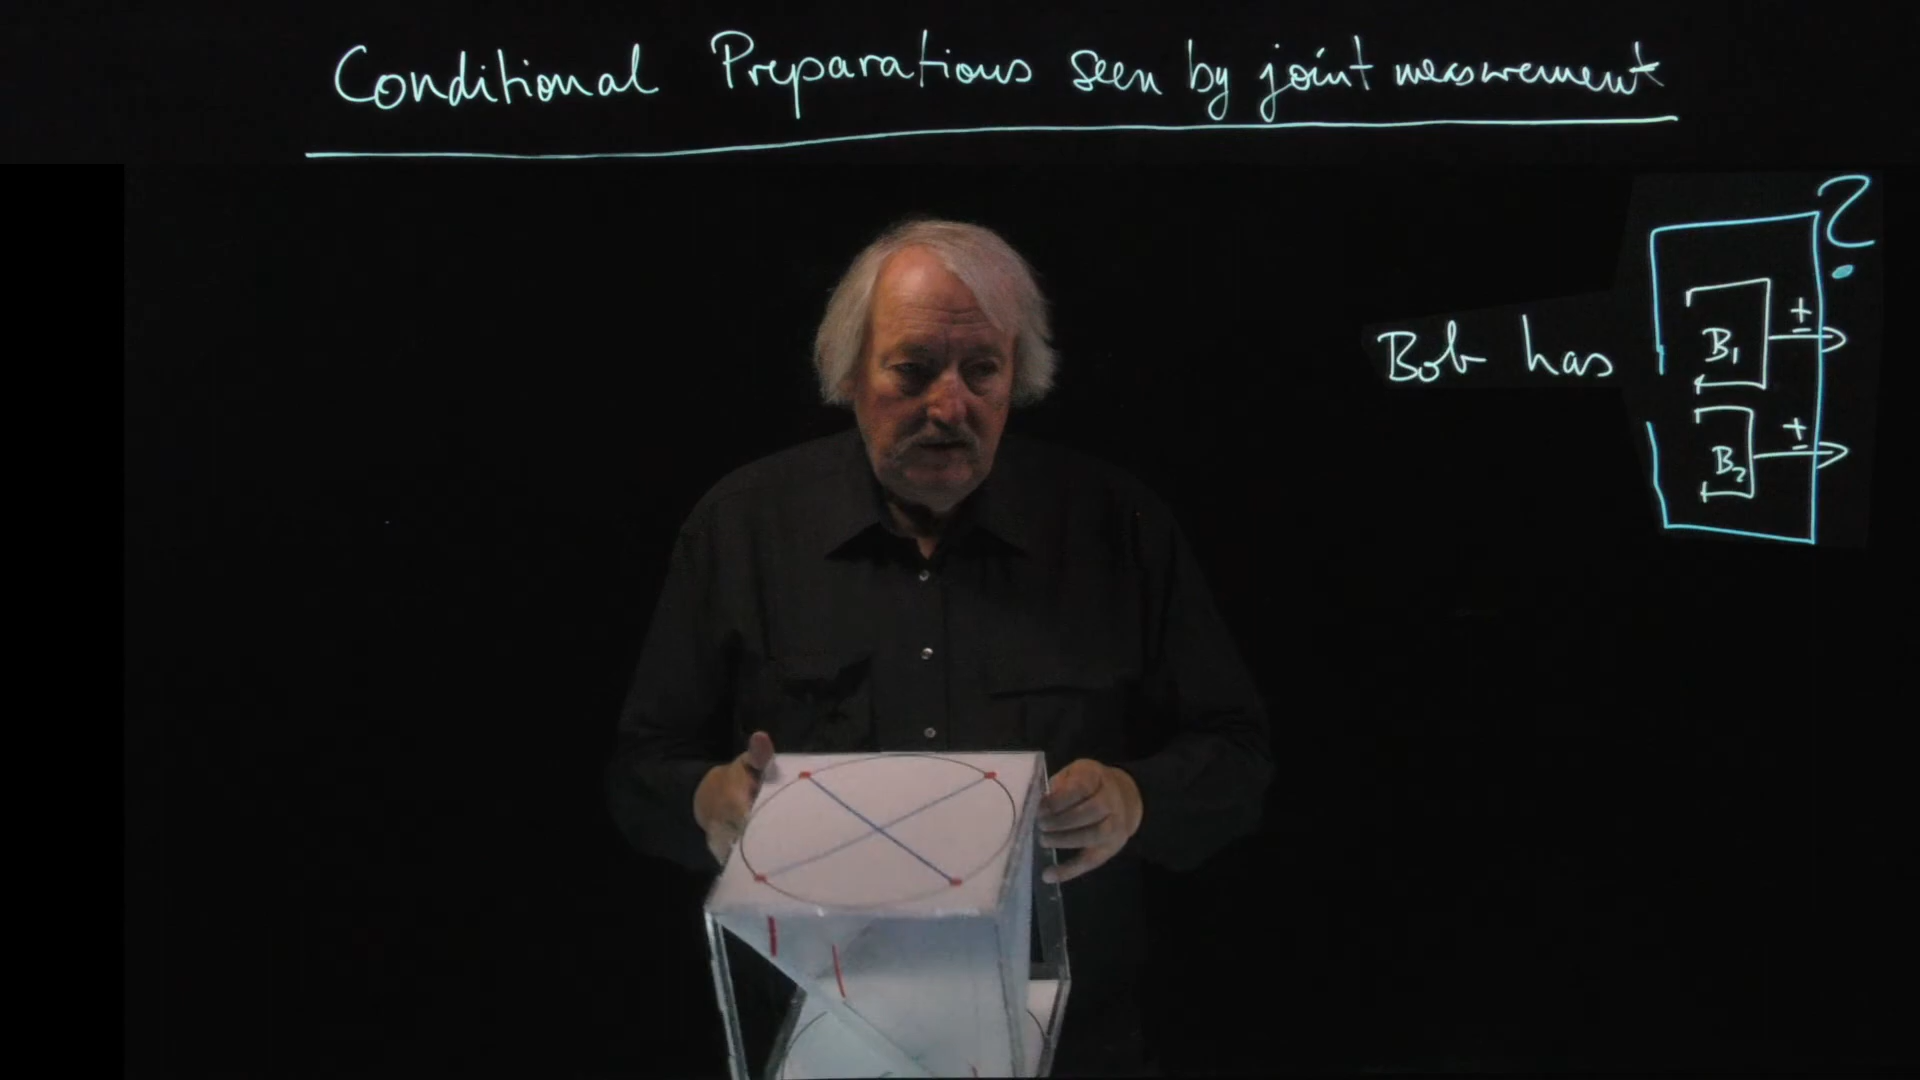 Conditional Preparations seen by joint measurement
?
Bob has
B1 ±
B2 ±